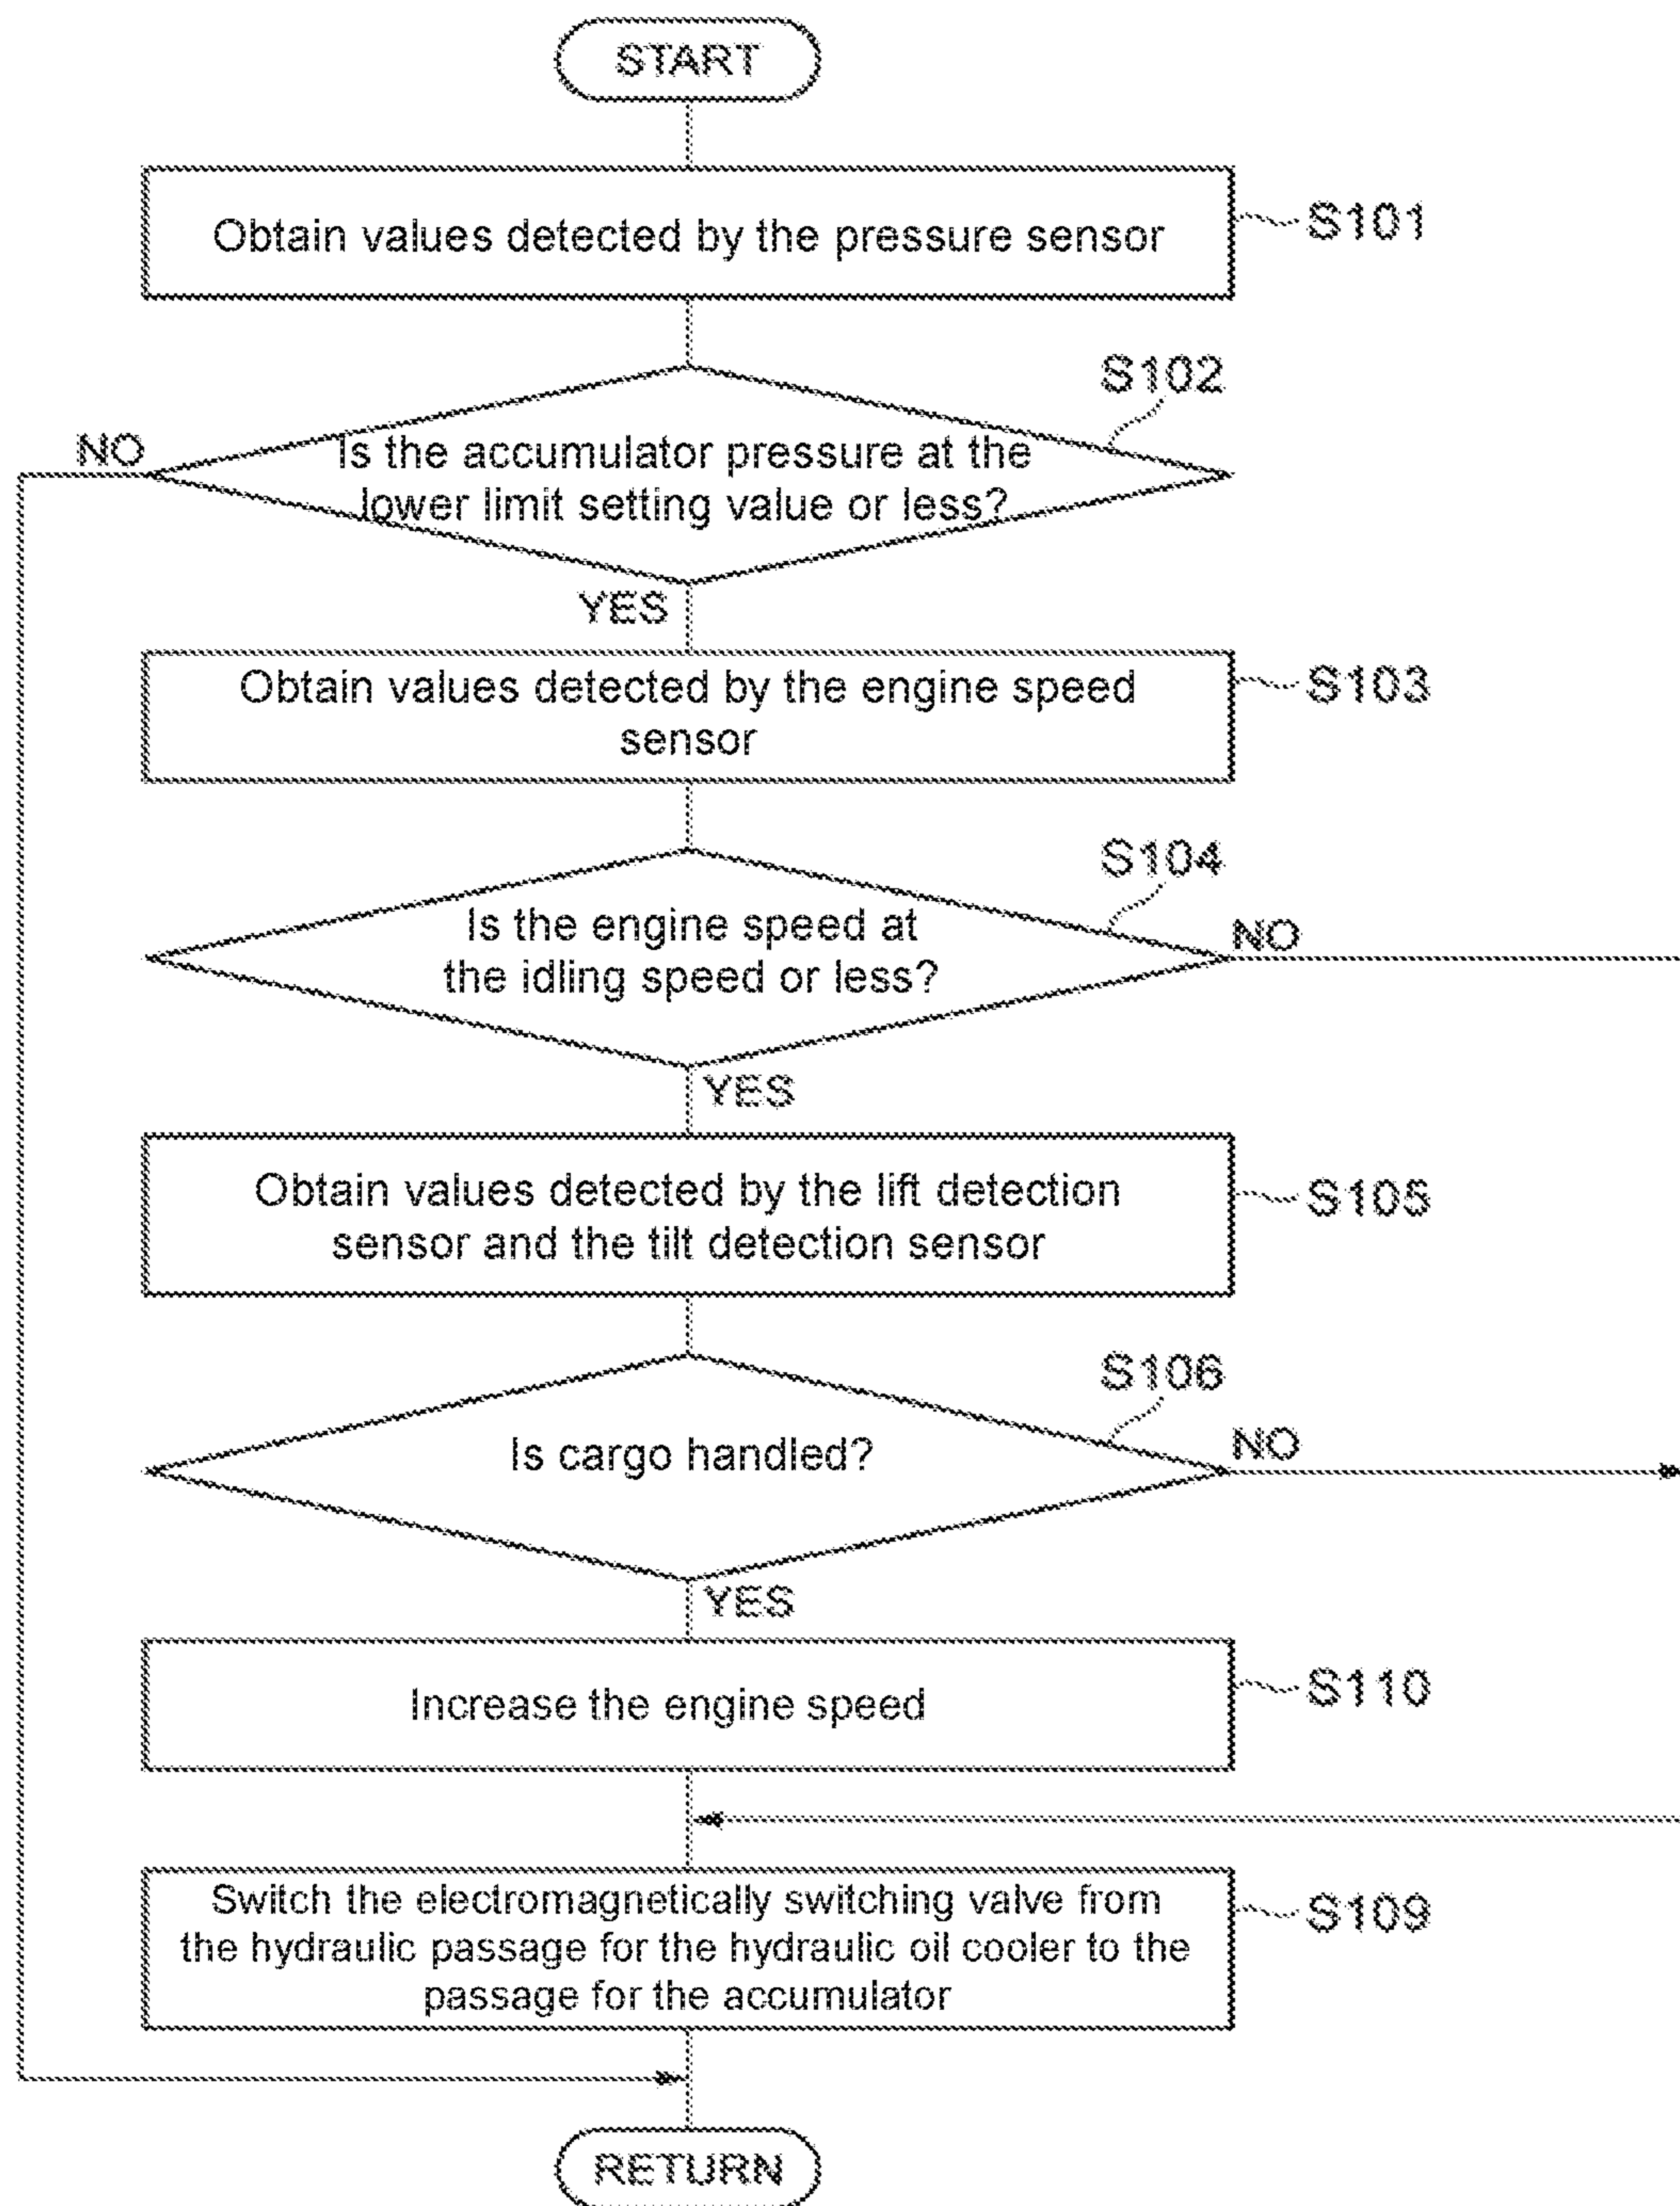 START
Obtain values detected by the pressure sensor
S101
S102
NO
Is the accumulator pressure at the
lower limit setting value or less?
YES
Obtain values detected by the engine speed
sensor
S103
S104
Is the engine speed at
the idling speed or less?
NO
YES
Obtain values detected by the lift detection
sensor and the tilt detection sensor
S105
S106
Is cargo handled?
NO
YES
Increase the engine speed
S110
Switch the electromagnetically switching valve from
the hydraulic passage for the hydraulic oil cooler to the
passage for the accumulator
S109
RETURN